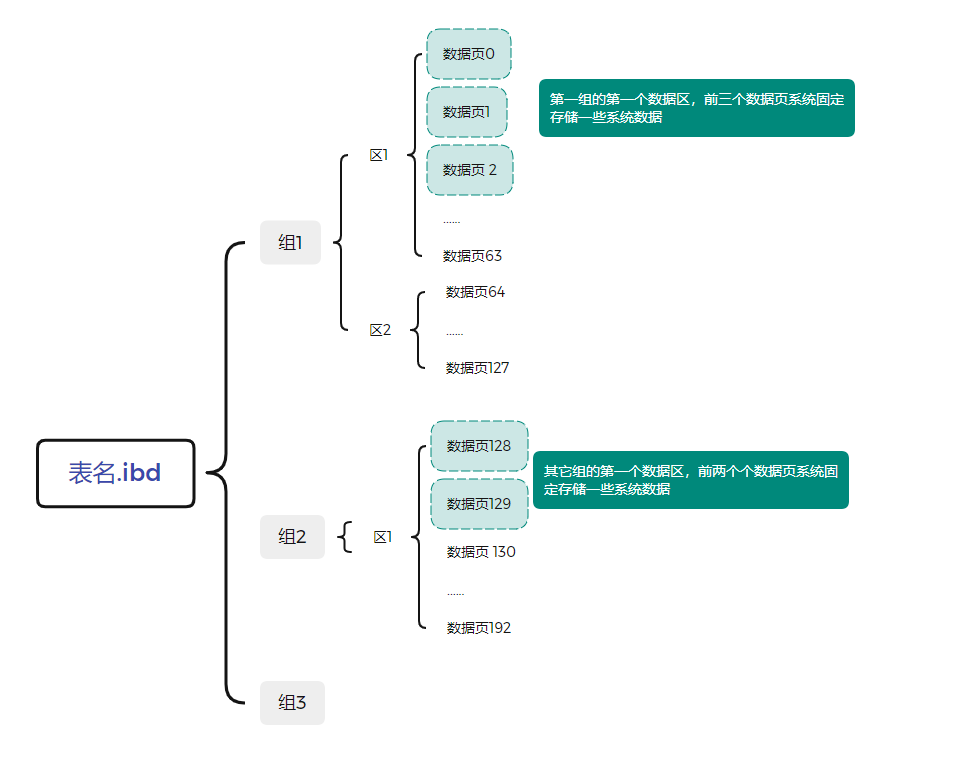 表名.ibd
组1
区1
数据页0
数据页1
数据页 2
......
数据页63
第一组的第一个数据区，前三个数据页系统固定
存储一些系统数据
区2
数据页64
......
数据页127
组2
区1
数据页128
数据页129
数据页 130
......
数据页192
其它组的第一个数据区，前两个个数据页系统固
定存储一些系统数据
组3